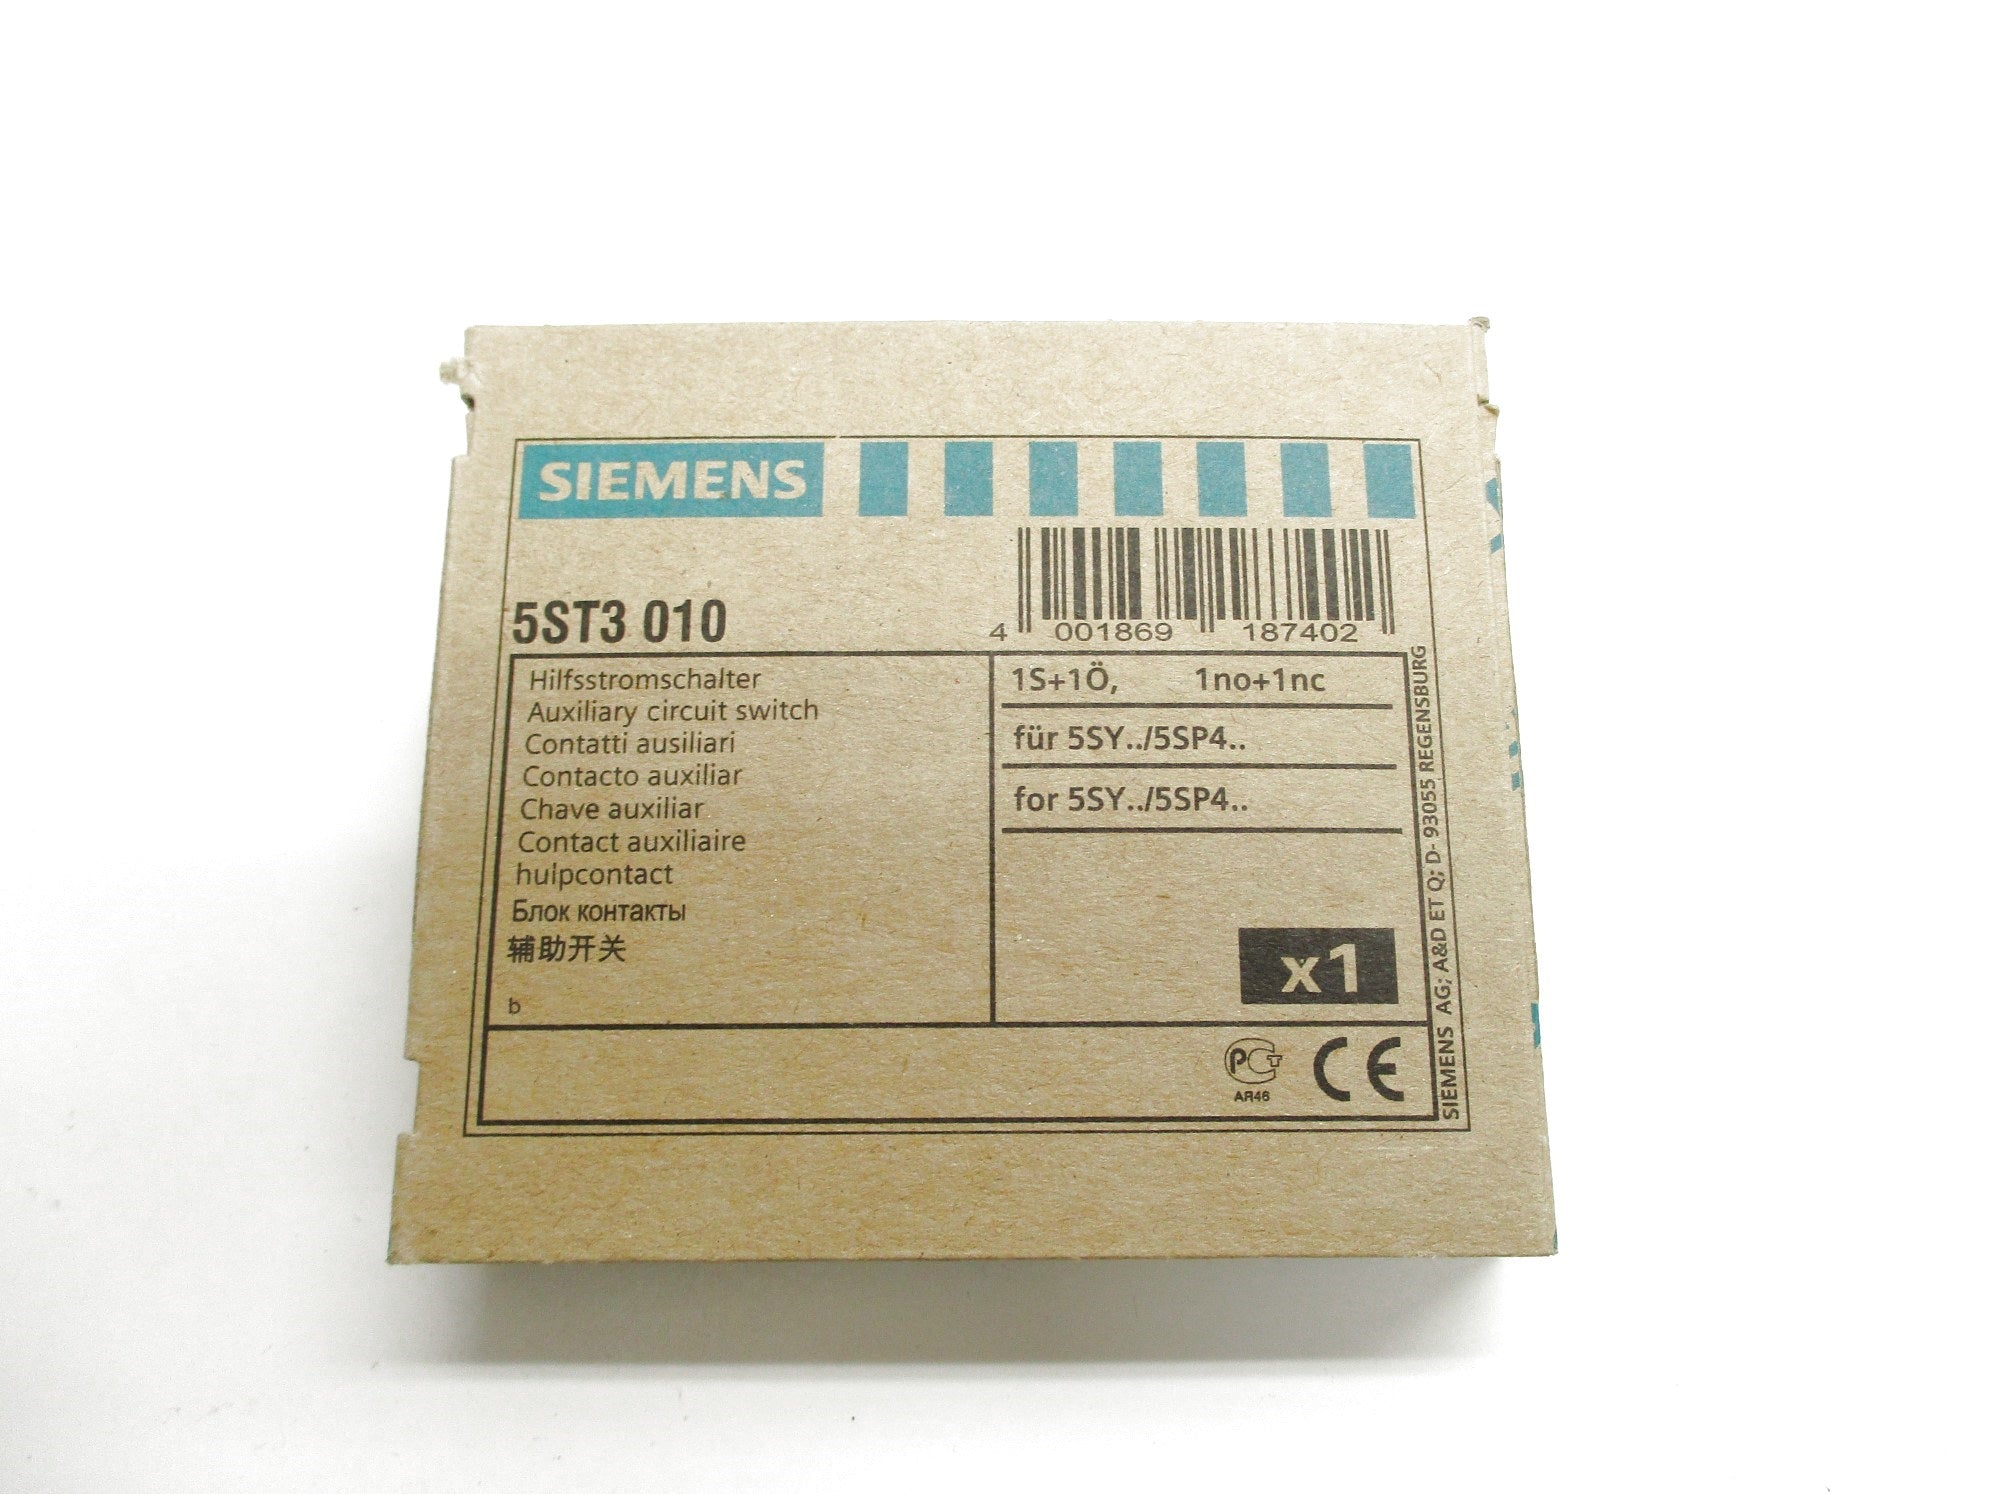 SIEMENS
4 001869 187402
5ST3 010
Hilfsstromschalter
Auxiliary circuit switch
Contatti ausiliari
Contacto auxiliar
Chave auxiliar
Contact auxiliaire
hulpcontact
Блок контакты
辅助开关
b
1S+1Ö, 1no+1nc
für 5SY../5SP4..
for 5SY../5SP4..
x1
РСТ
АЯ46
CE
SIEMENS AG; A&D ET Q; D- 93055 REGENSBURG